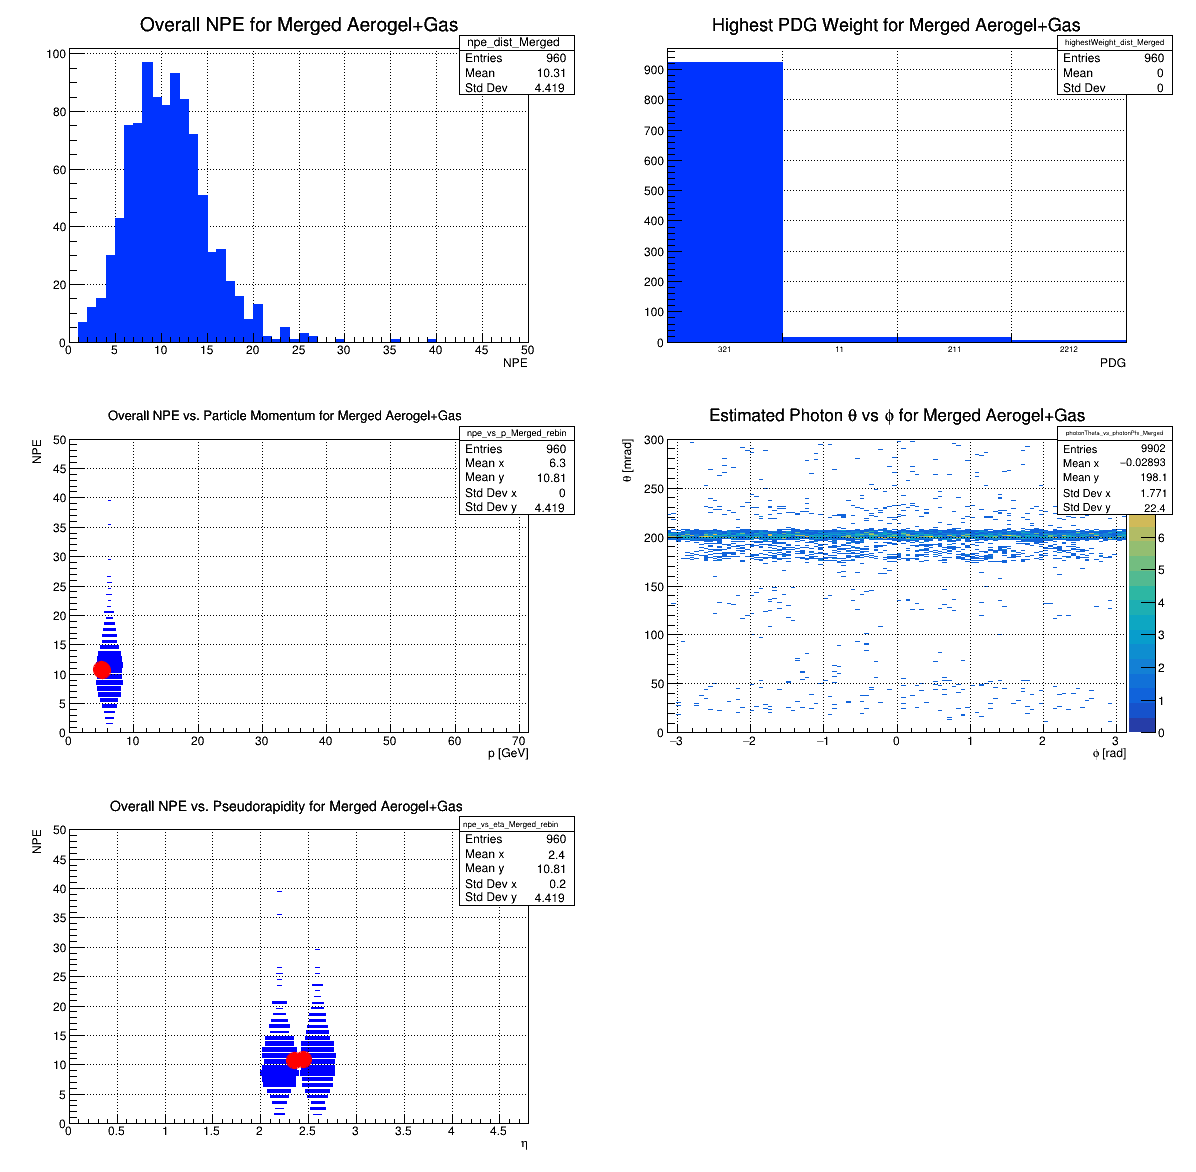 Overall NPE for Merged Aerogel+Gas
npe_dist_Merged
Entries 960
Mean 10.31
Std Dev 4.419
100
80
60
40
20
0
0 5 10 15 20 25 30 35 40 45 50
NPE
Highest PDG Weight for Merged Aerogel+Gas
highestWeight_dist_Merged
Entries 960
Mean 0
Std Dev 0
900
800
700
600
500
400
300
200
100
0
321 11 211 2212
PDG
Overall NPE vs. Particle Momentum for Merged Aerogel+Gas
npe_vs_p_Merged_rebin
Entries 960
Mean x 6.3
Mean y 10.81
Std Dev x 0
Std Dev y 4.419
NPE
50
45
40
35
30
25
20
15
10
5
0
0 10 20 30 40 50 60 70
p [GeV]
Estimated Photon θ vs ϕ for Merged Aerogel+Gas
photonTheta_vs_photonPhi_Merged
Entries 9902
Mean x −0.02893
Mean y 198.1
Std Dev x 1.771
Std Dev y 22.4
θ [mrad]
300
250
200
150
100
50
0
−3 −2 −1 0 1 2 3
ϕ [rad]
6
5
4
3
2
1
0
Overall NPE vs. Pseudorapidity for Merged Aerogel+Gas
npe_vs_eta_Merged_rebin
Entries 960
Mean x 2.4
Mean y 10.81
Std Dev x 0.2
Std Dev y 4.419
NPE
50
45
40
35
30
25
20
15
10
5
0
0 0.5 1 1.5 2 2.5 3 3.5 4 4.5
η